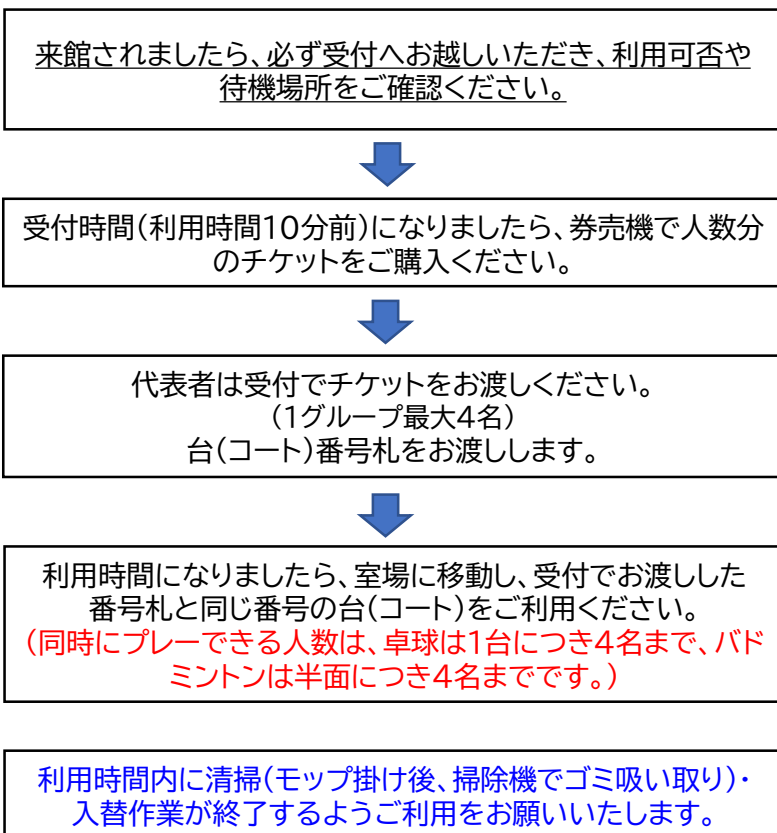 来館されましたら、必ず受付へお越しいただき、利用可否や
待機場所をご確認ください。
受付時間(利用時間10分前)になりましたら、券売機で人数分
のチケットをご購入ください。
代表者は受付でチケットをお渡しください。
(1グループ最大4名)
台(コート)番号札をお渡しします。
利用時間になりましたら、室場に移動し、受付でお渡しした
番号札と同じ番号の台(コート)をご利用ください。
(同時にプレーできる人数は、卓球は1台につき4名まで、バド
ミントンは半面につき4名までです。)
利用時間内に清掃(モップ掛け後、掃除機でゴミ吸い取り)・
入替作業が終了するようご利用をお願いいたします。